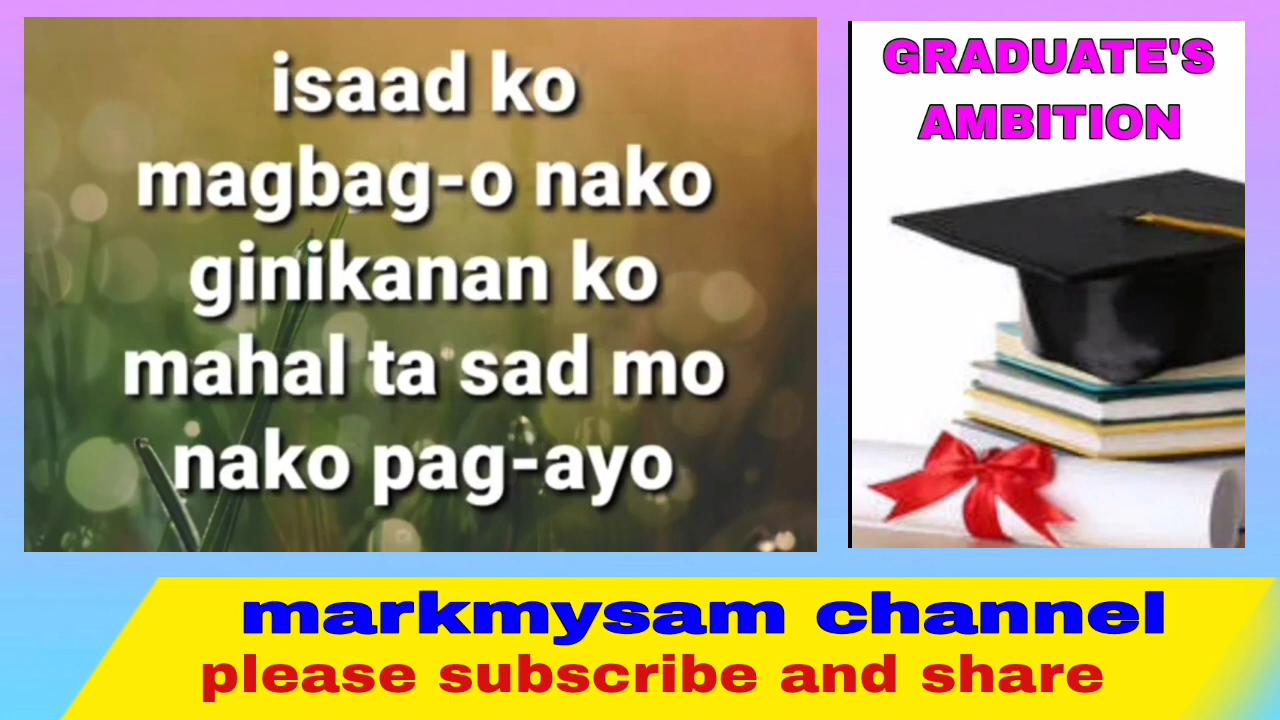 isaad ko
magbag-o nako
ginikanan ko
mahal ta sad mo
nako pag-ayo
GRADUATE'S
AMBITION
markmysam channel
please subscribe and share